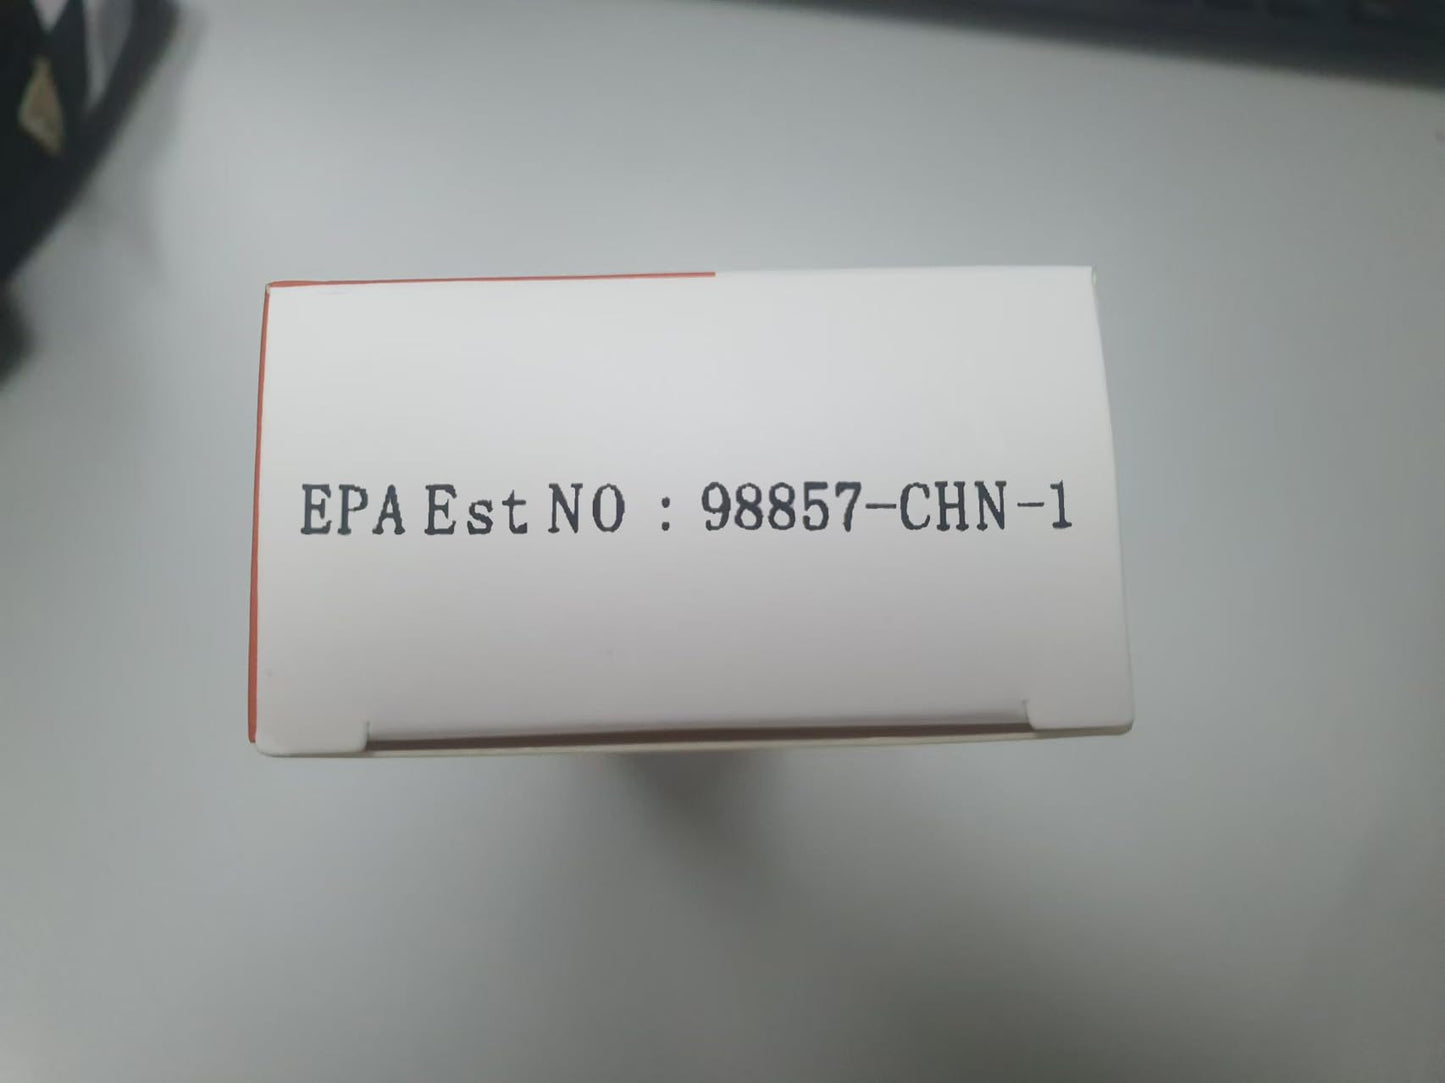 EPA Est NO : 98857-CHN-1